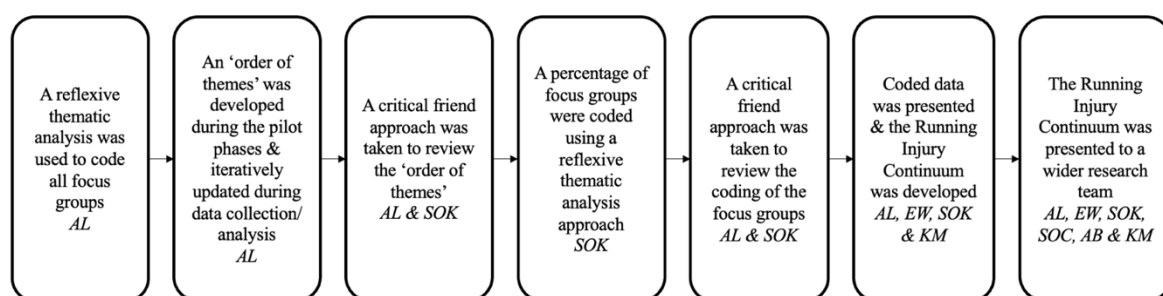 A reflexive
thematic
analysis was
used to code
all focus
groups
AL
An ‘order of
themes’ was
developed
during the pilot
phases &
iteratively
updated during
data collection/
analysis
AL
A critical friend
approach was
taken to review
the ‘order of
themes’
AL & SOK
A percentage of
focus groups
were coded
using a
reflexive
thematic
analysis
approach
SOK
A critical
friend
approach was
taken to
review the
coding of the
focus groups
AL & SOK
Coded data
was presented
& the Running
Injury
Continuum
was developed
AL, EW, SOK
& KM
The Running
Injury
Continuum was
presented to a
wider research
team
AL, EW, SOK,
SOC, AB & KM